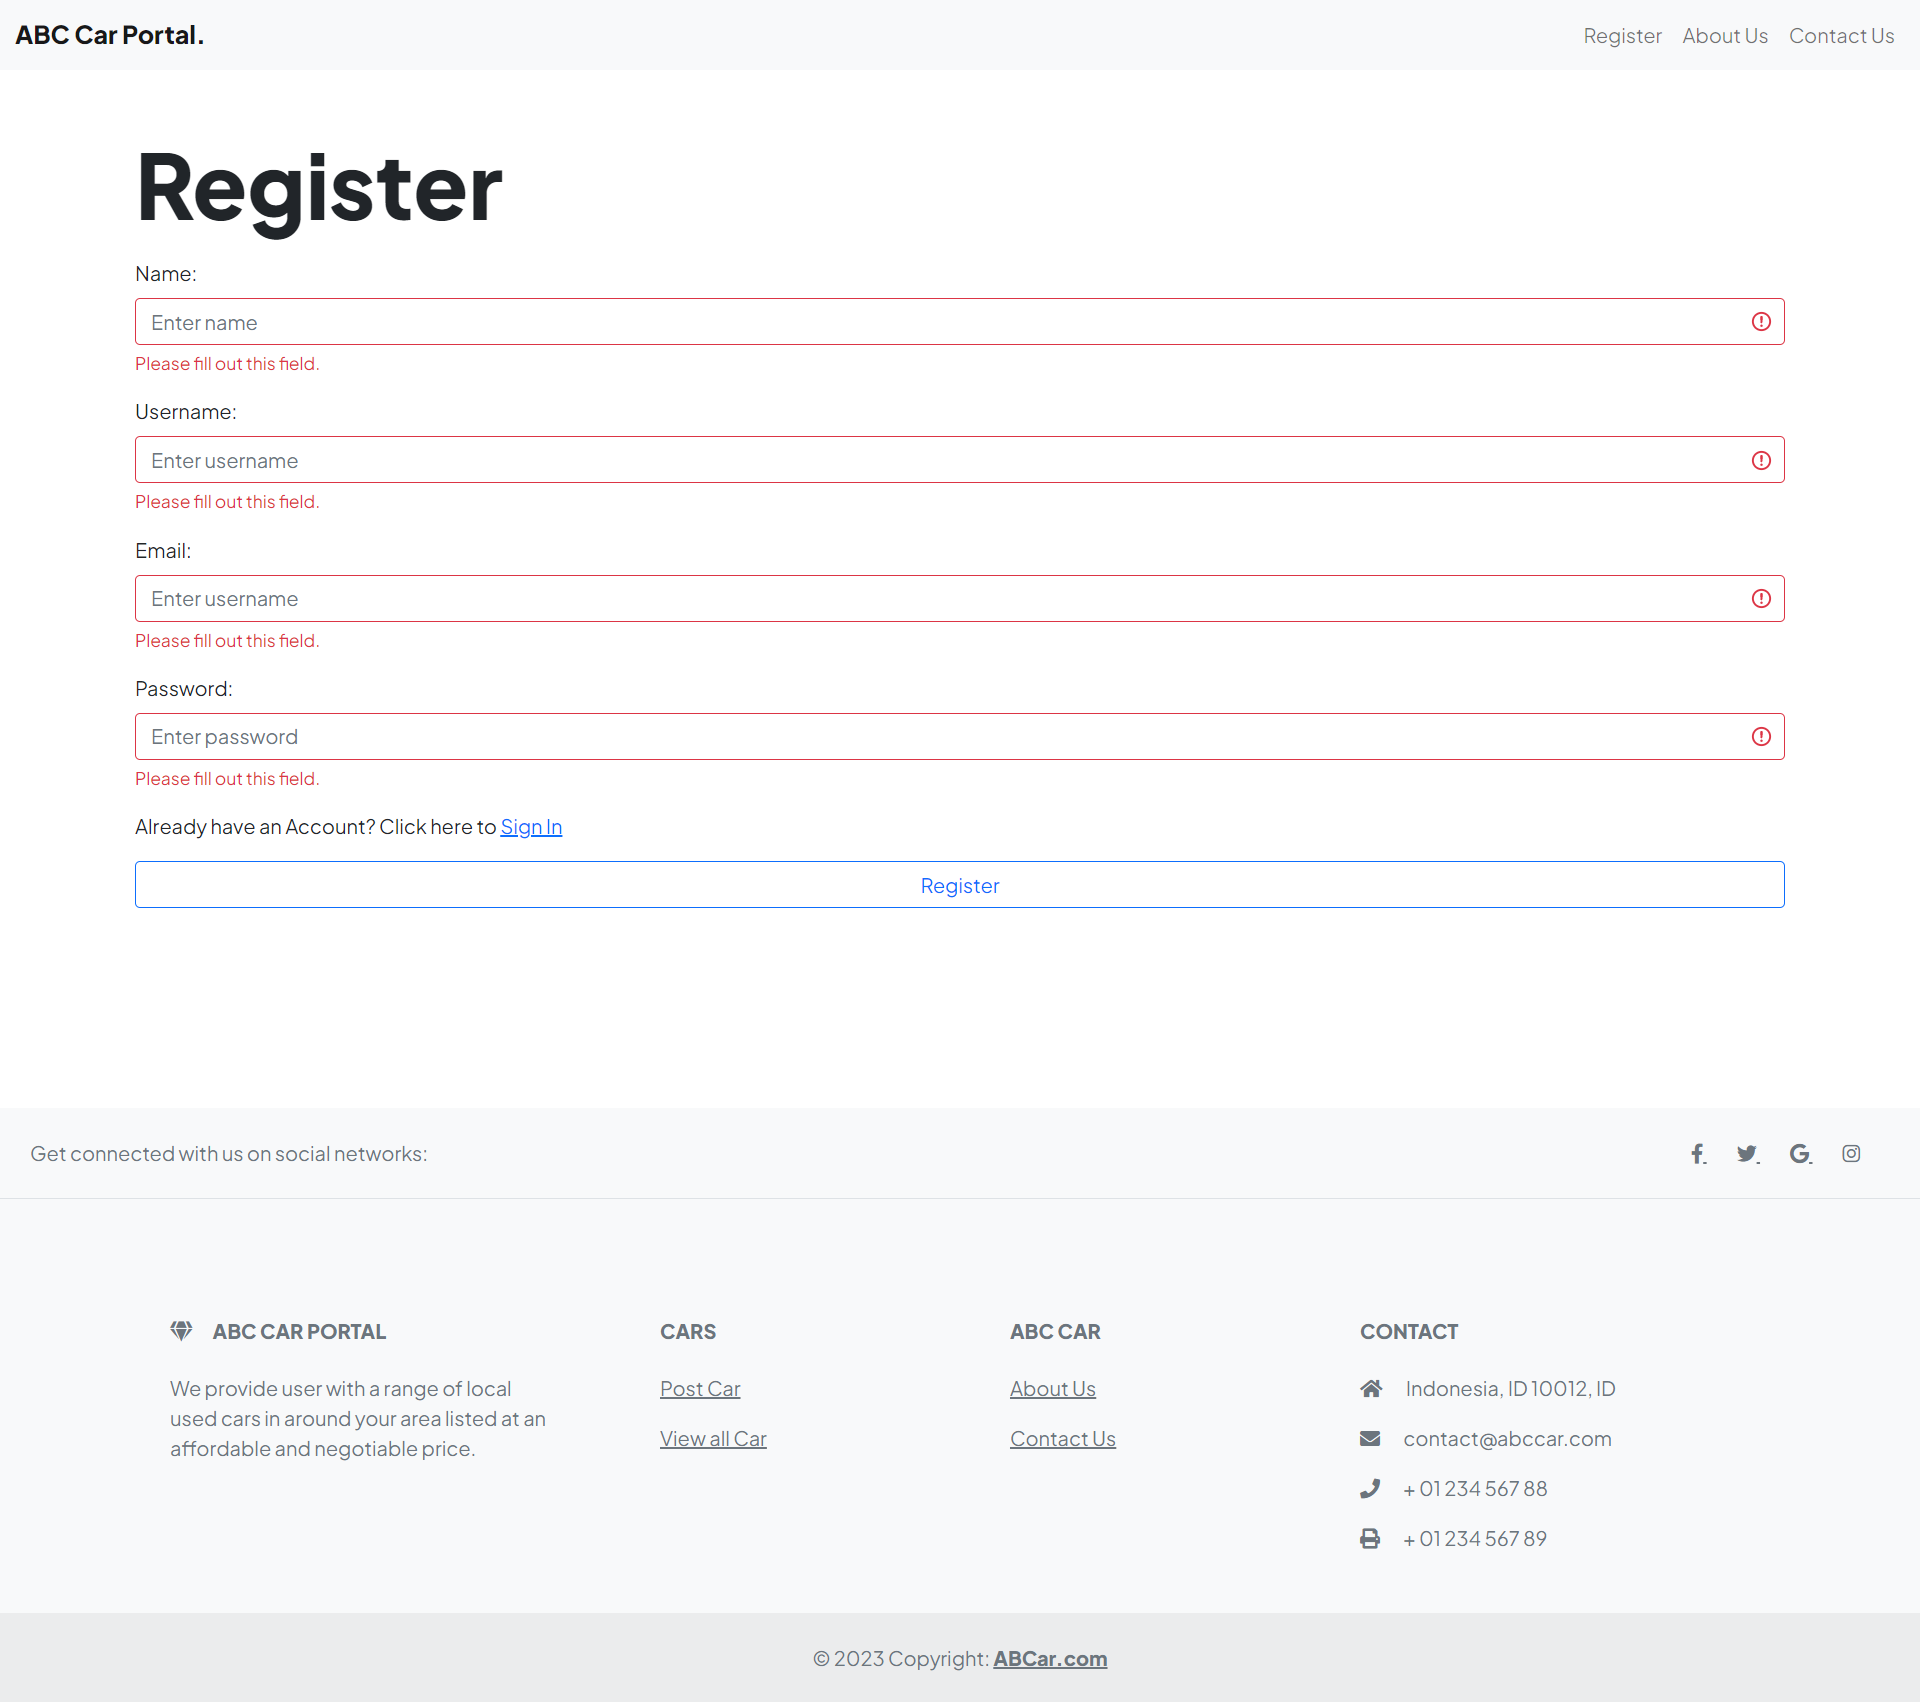 ABC Car Portal.
Register About Us Contact Us
Register
Name:
Enter name
Please fill out this field.
Username:
Enter username
Please fill out this field.
Email:
Enter username
Please fill out this field.
Password:
Enter password
Please fill out this field.
Already have an Account? Click here to Sign In
Register
Get connected with us on social networks:
ABC CAR PORTAL
We provide user with a range of local
used cars in around your area listed at an
affordable and negotiable price.
CARS
Post Car
View all Car
ABC CAR
About Us
Contact Us
CONTACT
Indonesia, ID 10012, ID
contact@abccar.com
+ 01 234 567 88
+ 01 234 567 89
© 2023 Copyright: ABCar.com